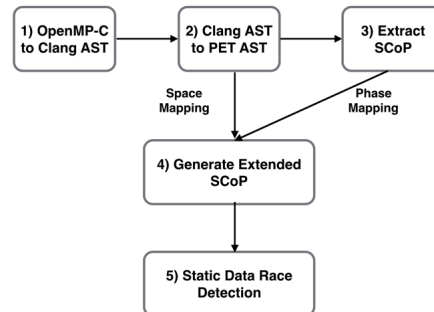 1) OpenMP-C
to Clang AST
2) Clang AST
to PET AST
3) Extract
SCoP
Space
Mapping
Phase
Mapping
4) Generate Extended
SCoP
5) Static Data Race
Detection